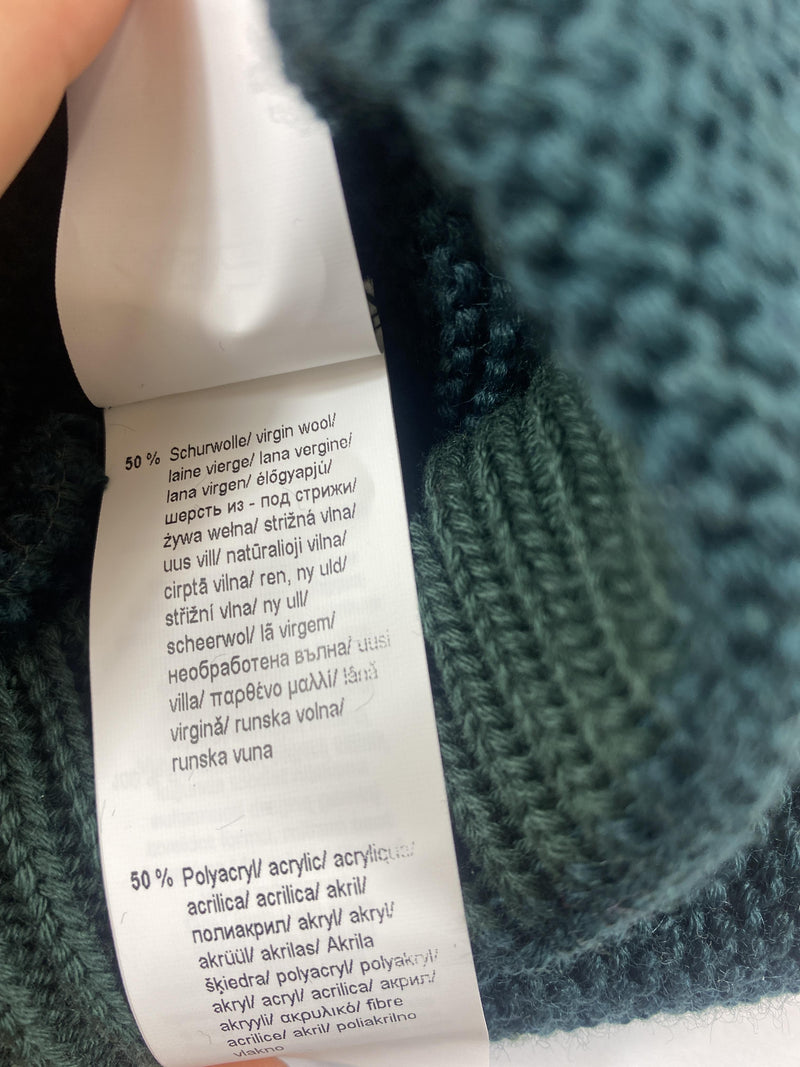 50 % Schurwolle/ virgin wool/
laine vierge/ lana vergine/
lana virgen/ élőgyapjú/
шерсть из - под стрижи/
żywa wełna/ strižná vlna/
uus vill/ natūralioji vilna/
cirptā vilna/ ren, ny uld/
střižní vlna/ ny ull/
scheerwol/ lã virgem/
необработена вълна/ uusi
villa/ παρθένο μαλλί/ lână
virgină/ runska volna/
runska vuna
50 % Polyacryl/ acrylic/ acrylique/
acrilica/ acrilica/ akril/
полиакрил/ akryl/ akryl/
akrüül/ akrilas/ Akrila
šķiedra/ polyacryl/ polyakryl/
akryl/ acryl/ acrilica/ акрил/
akryyli/ ακρυλικό/ fibre
acrilice/ akril/ poliakrilno
vlakno